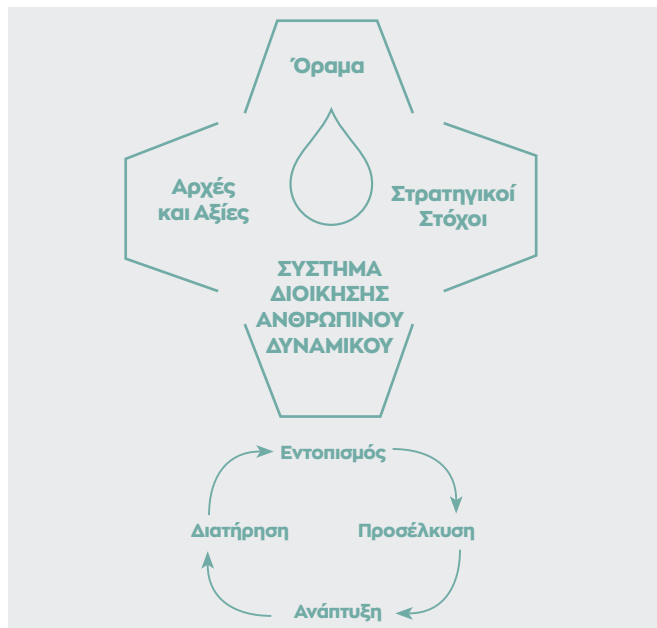 Όραμα
Αρχές
και Αξίες
Στρατηγικοί
Στόχοι
ΣΥΣΤΗΜΑ
ΔΙΟΙΚΗΣΗΣ
ΑΝΘΡΩΠΙΝΟΥ
ΔΥΝΑΜΙΚΟΥ
Εντοπισμός
Διατήρηση
Προσέλκυση
Ανάπτυξη